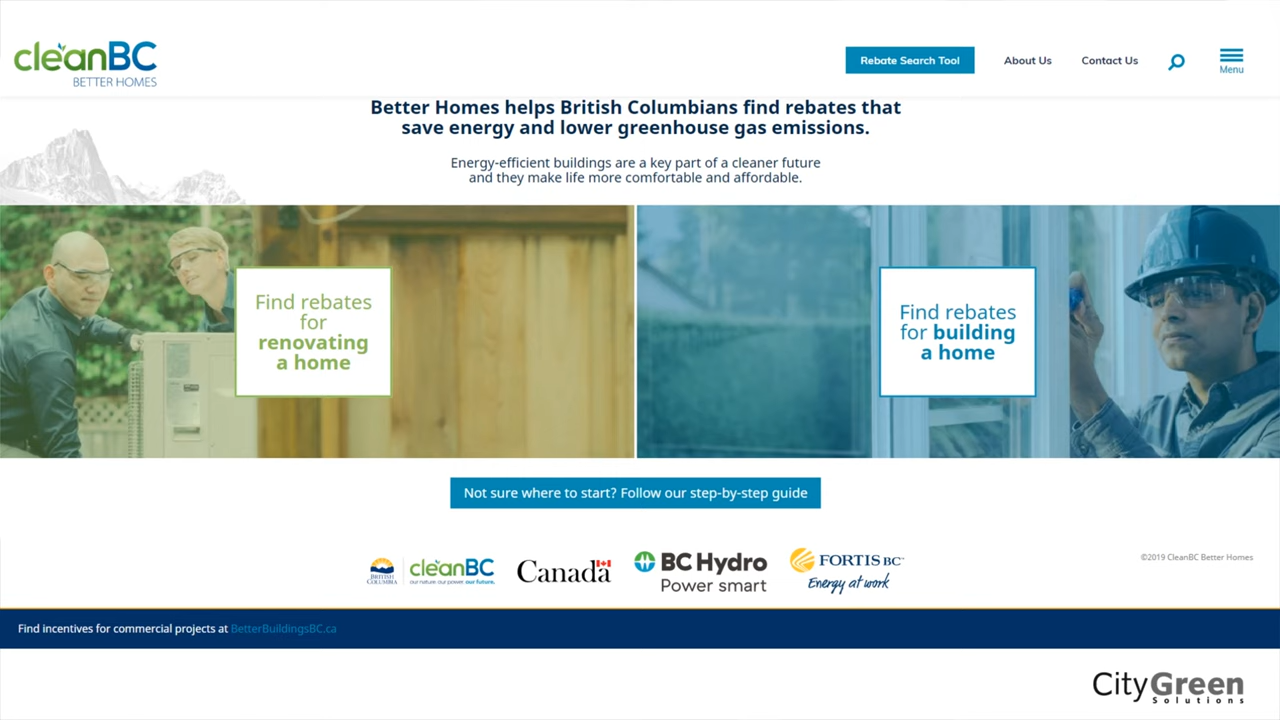 cleanBC
BETTER HOMES
Rebate Search Tool
About Us
Contact Us
Menu
Better Homes helps British Columbians find rebates that
save energy and lower greenhouse gas emissions.
Energy-efficient buildings are a key part of a cleaner future
and they make life more comfortable and affordable.
Find rebates
for
renovating
a home
Find rebates
for building
a home
Not sure where to start? Follow our step-by-step guide
BRITISH
COLUMBIA
cleanBC
our nature. our power. our future.
Canada
BC Hydro
Power smart
FORTIS BC™
Energy at work
©2019 CleanBC Better Homes
Find incentives for commercial projects at BetterBuildingsBC.ca
CityGreen
Solutions